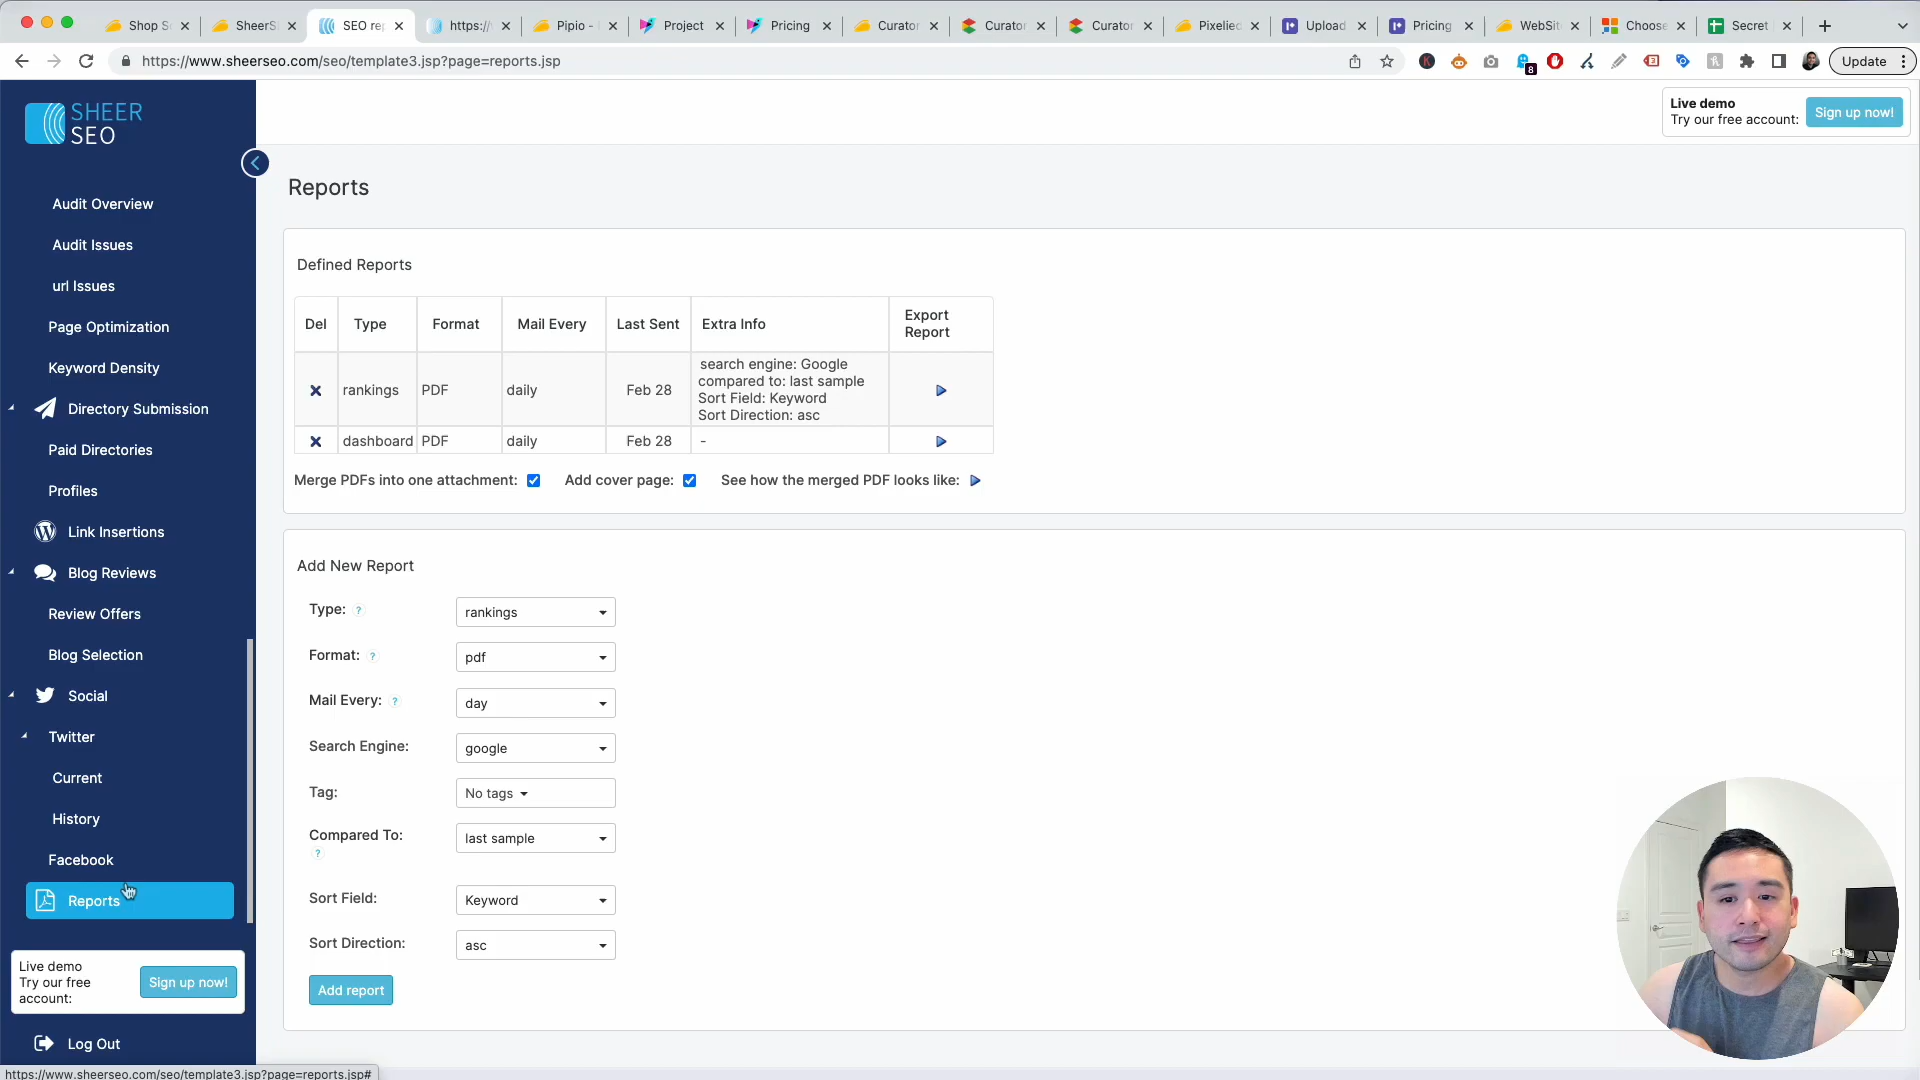 Shop S
SheerS
SEO rep
https://
Pipio -
Project
Pricing
Curator
Curator
Curator
Pixeliec
Upload
Pricing
WebSite
Choose
Secret
https://www.sheerseo.com/seo/template3.jsp?page=reports.jsp
8
Update
SHEER
SEO
Live demo
Try our free account:
Sign up now!
Audit Overview
Audit Issues
url Issues
Page Optimization
Keyword Density
Directory Submission
Paid Directories
Profiles
Link Insertions
Blog Reviews
Review Offers
Blog Selection
Social
Twitter
Current
History
Facebook
Reports
Live demo
Try our free
account:
Sign up now!
Log Out
https://www.sheerseo.com/seo/template3.jsp?page=reports.jsp#
Reports
Defined Reports
Del Type Format Mail Every Last Sent Extra Info Export Report
rankings PDF daily Feb 28
search engine: Google
compared to: last sample
Sort Field: Keyword
Sort Direction: asc
dashboard PDF daily Feb 28 -
Merge PDFs into one attachment: Add cover page: See how the merged PDF looks like:
Add New Report
Type: ? rankings
Format: ? pdf
Mail Every: ? day
Search Engine: google
Tag: No tags
Compared To: last sample
?
Sort Field: Keyword
Sort Direction: asc
Add report